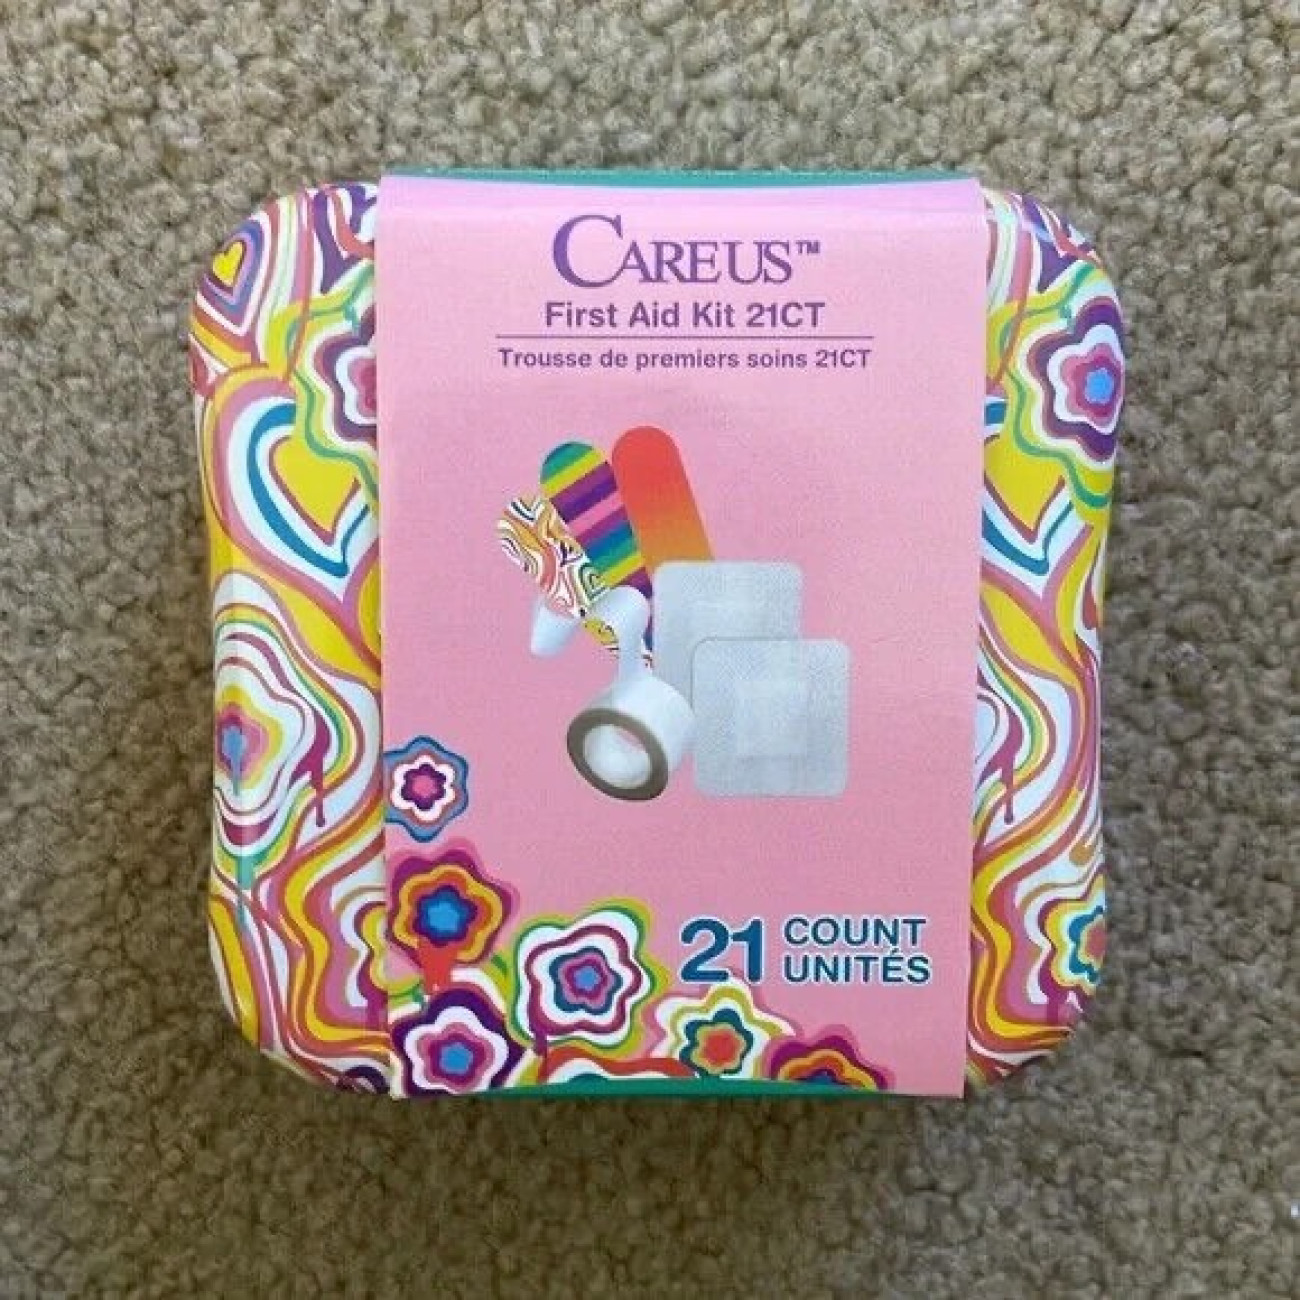 CAREUS™
First Aid Kit 21CT
Trousse de premiers soins 21CT
21 COUNT
UNITÉS